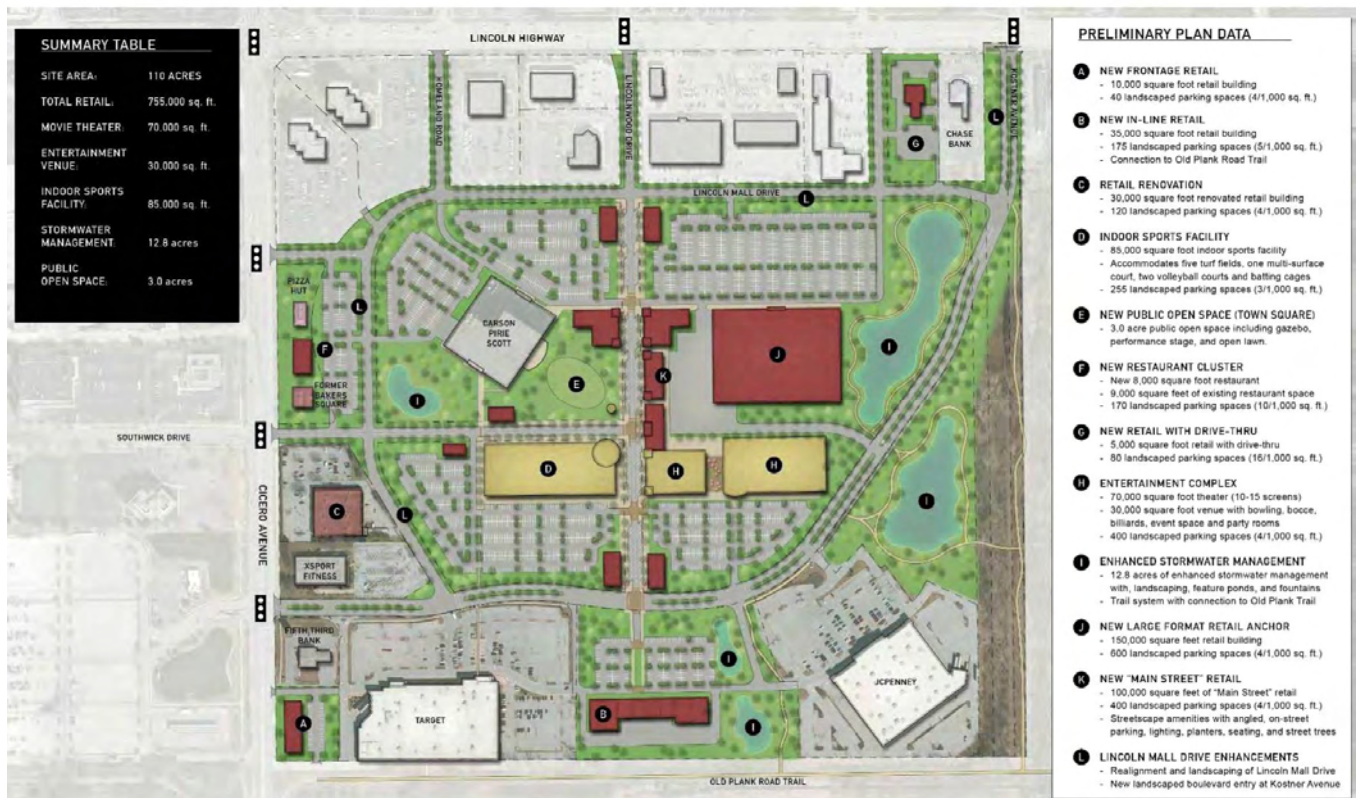 SUMMARY TABLE
SITE AREA: 110 ACRES
TOTAL RETAIL: 755,000 sq. ft.
MOVIE THEATER: 70,000 sq. ft.
ENTERTAINMENT
VENUE: 30,000 sq. ft.
INDOOR SPORTS
FACILITY: 85,000 sq. ft.
STORMWATER
MANAGEMENT: 12.8 acres
PUBLIC
OPEN SPACE: 3.0 acres
LINCOLN HIGHWAY
HOMELAND ROAD
LINCOLNWOOD DRIVE
KOSTNER AVENUE
L
G
CHASE
BANK
LINCOLN MALL DRIVE
L
PIZZA
HUT
L
CARSON
PIRIE
SCOTT
F
J
I
K
E
FORMER
BAKERS
SQUARE
I
SOUTHWICK DRIVE
D
H
H
CICERO AVENUE
C
L
I
XSPORT
FITNESS
FIFTH THIRD
BANK
I
JCPENNEY
A
TARGET
B
I
OLD PLANK ROAD TRAIL
PRELIMINARY PLAN DATA
A NEW FRONTAGE RETAIL
- 10,000 square foot retail building
- 40 landscaped parking spaces (4/1,000 sq. ft.)
B NEW IN-LINE RETAIL
- 35,000 square foot retail building
- 175 landscaped parking spaces (5/1,000 sq. ft.)
- Connection to Old Plank Road Trail
C RETAIL RENOVATION
- 30,000 square foot renovated retail building
- 120 landscaped parking spaces (4/1,000 sq. ft.)
D INDOOR SPORTS FACILITY
- 85,000 square foot indoor sports facility
- Accommodates five turf fields, one multi-surface
court, two volleyball courts and batting cages
- 255 landscaped parking spaces (3/1,000 sq. ft.)
E NEW PUBLIC OPEN SPACE (TOWN SQUARE)
- 3.0 acre public open space including gazebo,
performance stage, and open lawn.
F NEW RESTAURANT CLUSTER
- New 8,000 square foot restaurant
- 9,000 square feet of existing restaurant space
- 170 landscaped parking spaces (10/1,000 sq. ft.)
G NEW RETAIL WITH DRIVE-THRU
- 5,000 square foot retail with drive-thru
- 80 landscaped parking spaces (16/1,000 sq. ft.)
H ENTERTAINMENT COMPLEX
- 70,000 square foot theater (10-15 screens)
- 30,000 square foot venue with bowling, bocce,
billiards, event space and party rooms
- 400 landscaped parking spaces (4/1,000 sq. ft.)
I ENHANCED STORMWATER MANAGEMENT
- 12.8 acres of enhanced stormwater management
with, landscaping, feature ponds, and fountains
- Trail system with connection to Old Plank Trail
J NEW LARGE FORMAT RETAIL ANCHOR
- 150,000 square feet retail building
- 600 landscaped parking spaces (4/1,000 sq. ft.)
K NEW "MAIN STREET" RETAIL
- 100,000 square feet of "Main Street" retail
- 400 landscaped parking spaces (4/1,000 sq. ft.)
- Streetscape amenities with angled, on-street
parking, lighting, planters, seating, and street trees
L LINCOLN MALL DRIVE ENHANCEMENTS
- Realignment and landscaping of Lincoln Mall Drive
- New landscaped boulevard entry at Kostner Avenue